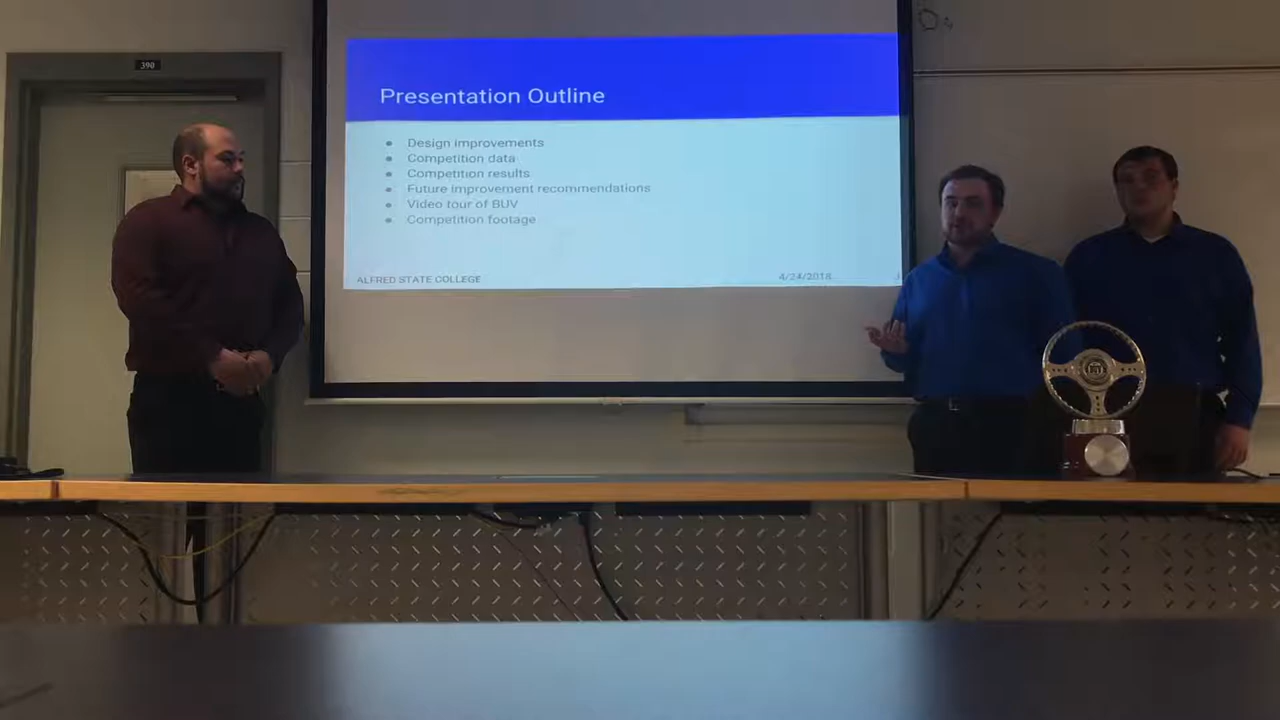 390
Presentation Outline
Design improvements
Competition data
Competition results
Future improvement recommendations
Video tour of BUV
Competition footage
ALFRED STATE COLLEGE
4/24/2018